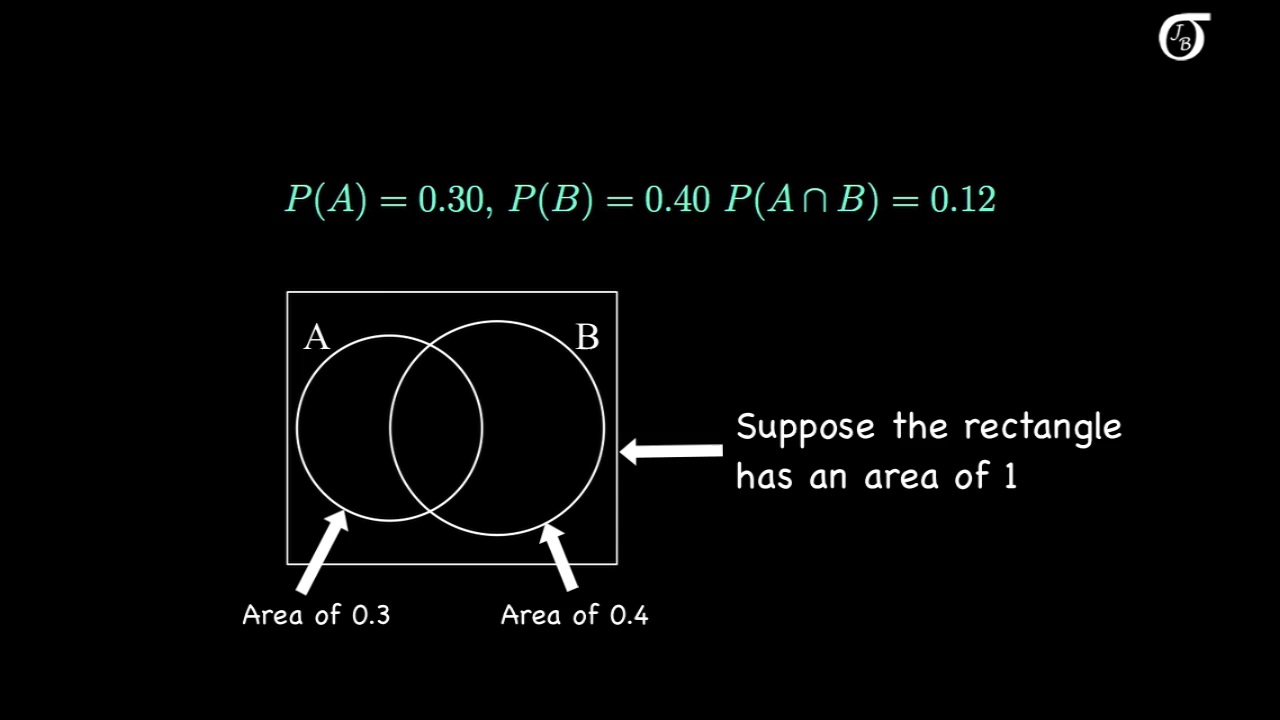 J B
P(A) = 0.30, P(B) = 0.40 P(A ∩ B) = 0.12
A B
Suppose the rectangle
has an area of 1
Area of 0.3 Area of 0.4